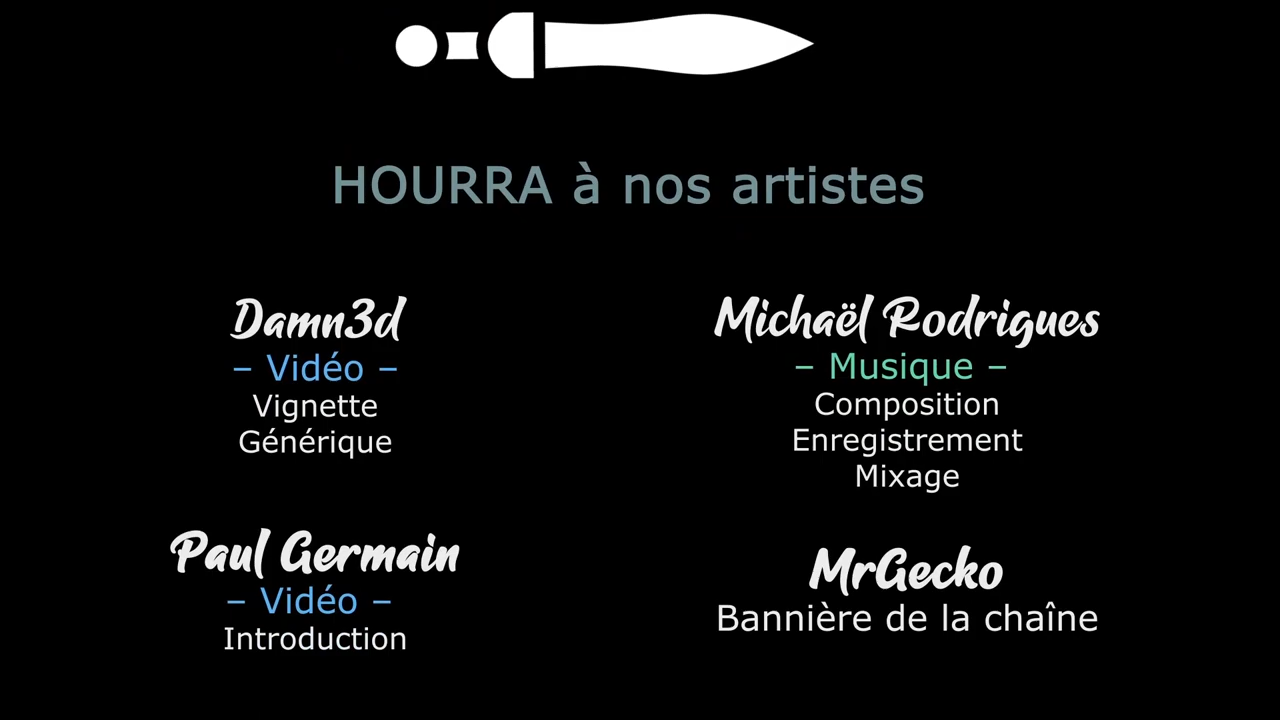 HOURRA à nos artistes
Damn3d
– Vidéo –
Vignette
Générique
Michaël Rodrigues
– Musique –
Composition
Enregistrement
Mixage
Paul Germain
– Vidéo –
Introduction
MrGecko
Bannière de la chaîne